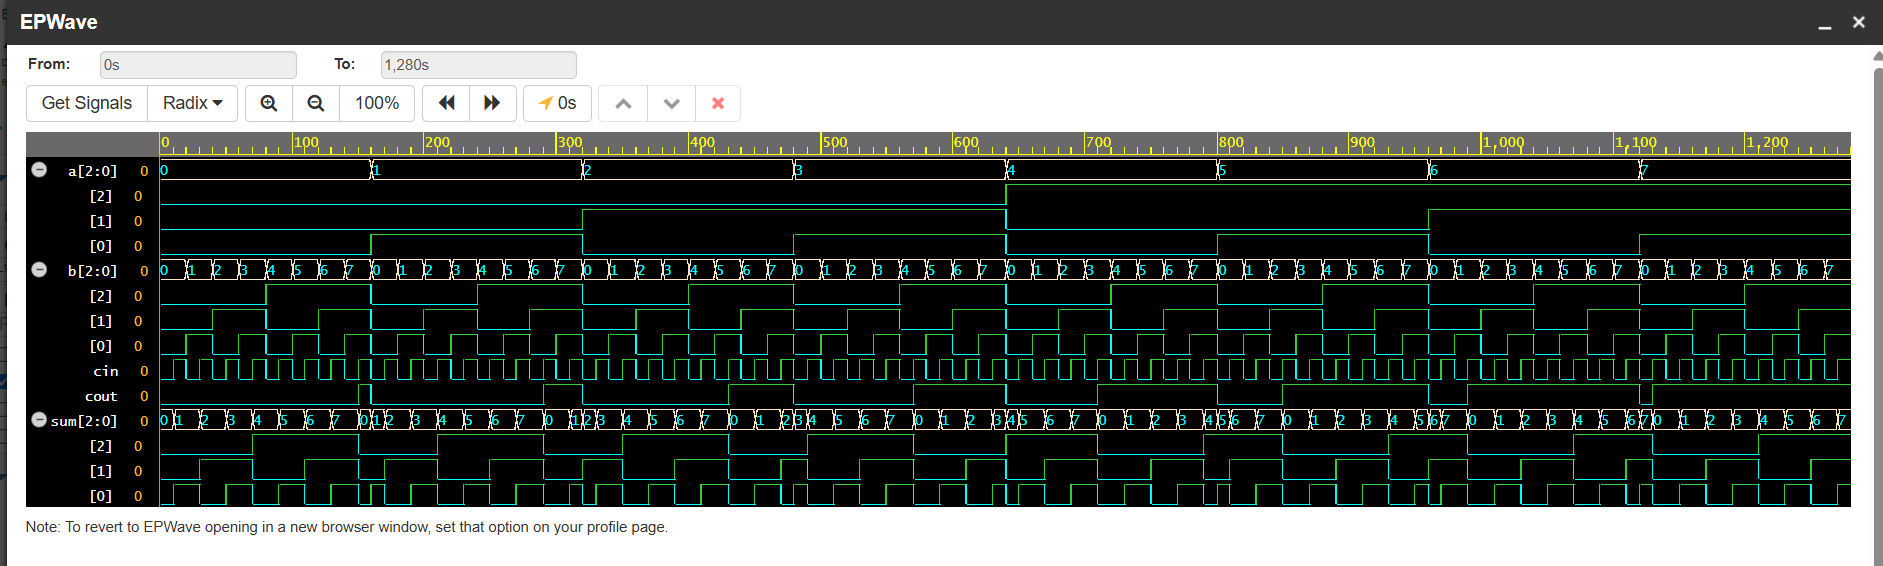 EPWave
From: 0s To: 1,280s
Get Signals Radix 100% 0s
0 100 200 300 400 500 600 700 800 900 1,000 1,100 1,200
a[2:0] 0 0 1 2 3 4 5 6 7
[2] 0
[1] 0
[0] 0
b[2:0] 0 0 1 2 3 4 5 6 7 0 1 2 3 4 5 6 7 0 1 2 3 4 5 6 7 0 1 2 3 4 5 6 7 0 1 2 3 4 5 6 7 0 1 2 3 4 5 6 7 0 1 2 3 4 5 6 7 0 1 2 3 4 5 6 7
[2] 0
[1] 0
[0] 0
cin 0
cout 0
sum[2:0] 0 0 1 2 3 4 5 6 7 0 1 2 3 4 5 6 7 0 1 2 3 4 5 6 7 0 1 2 3 4 5 6 7 0 1 2 3 4 5 6 7 0 1 2 3 4 5 6 7 0 1 2 3 4 5 6 7 0 1 2 3 4 5 6 7 0 1 2 3 4 5 6 7
[2] 0
[1] 0
[0] 0
Note: To revert to EPWave opening in a new browser window, set that option on your profile page.